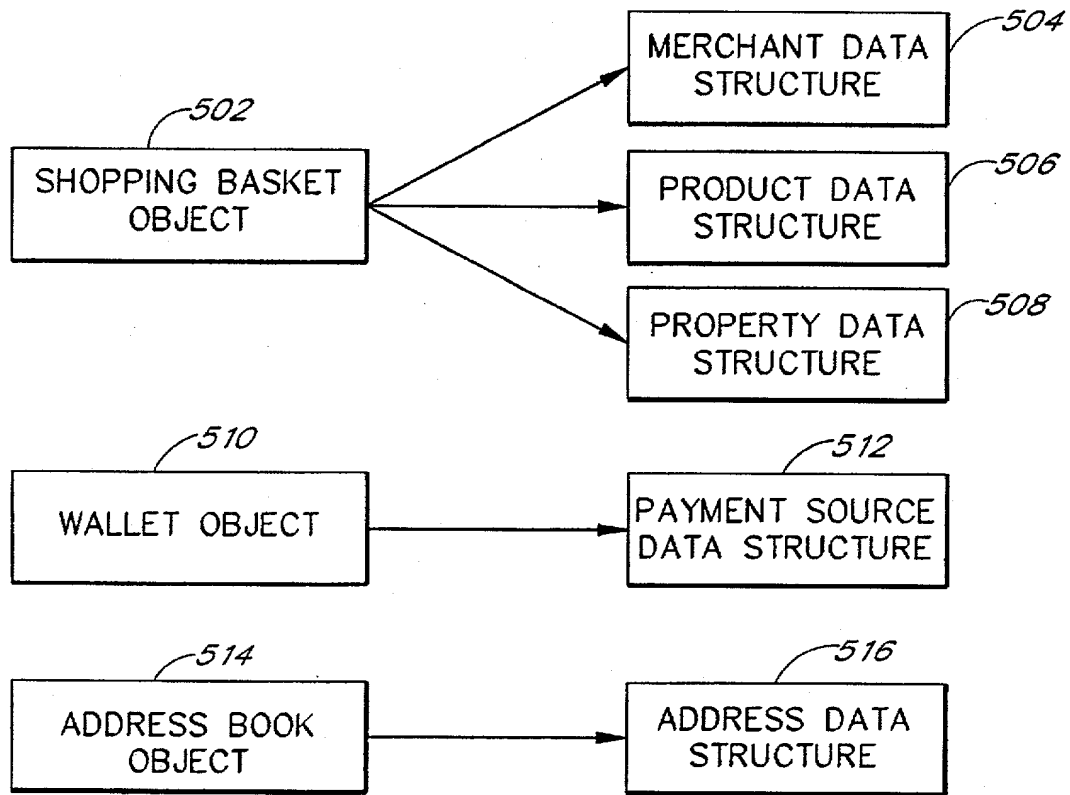 502
SHOPPING BASKET
OBJECT
504
MERCHANT DATA
STRUCTURE
506
PRODUCT DATA
STRUCTURE
508
PROPERTY DATA
STRUCTURE
510
WALLET OBJECT
512
PAYMENT SOURCE
DATA STRUCTURE
514
ADDRESS BOOK
OBJECT
516
ADDRESS DATA
STRUCTURE